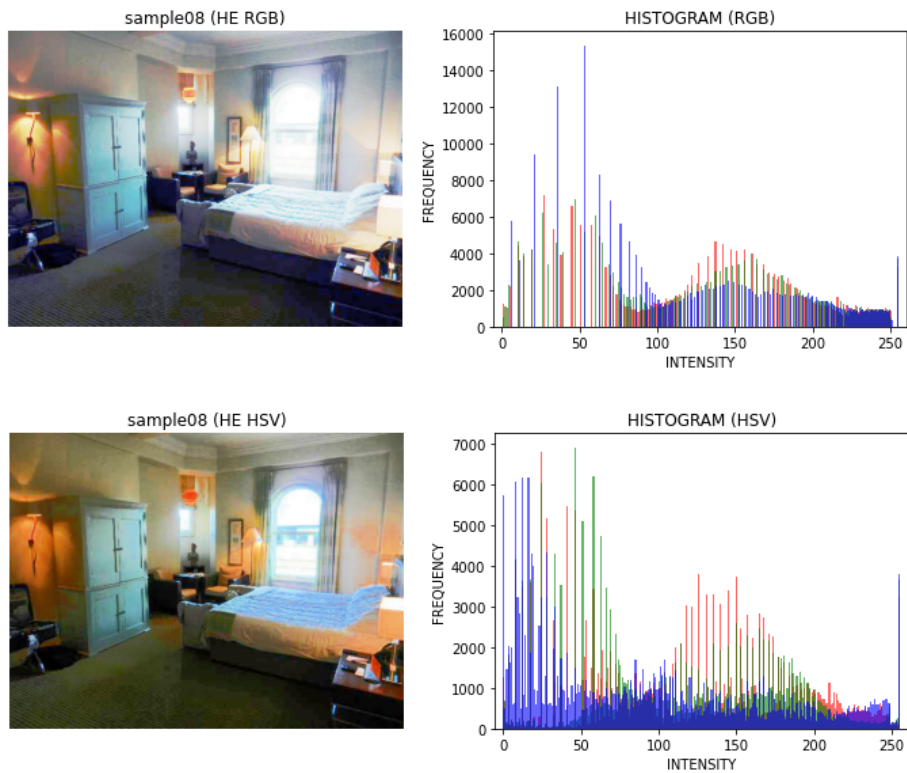 sample08 (HE RGB)
HISTOGRAM (RGB)
16000
14000
12000
10000
8000
6000
4000
2000
0
FREQUENCY
0 50 100 150 200 250
INTENSITY
sample08 (HE HSV)
HISTOGRAM (HSV)
7000
6000
5000
4000
3000
2000
1000
0
FREQUENCY
0 50 100 150 200 250
INTENSITY